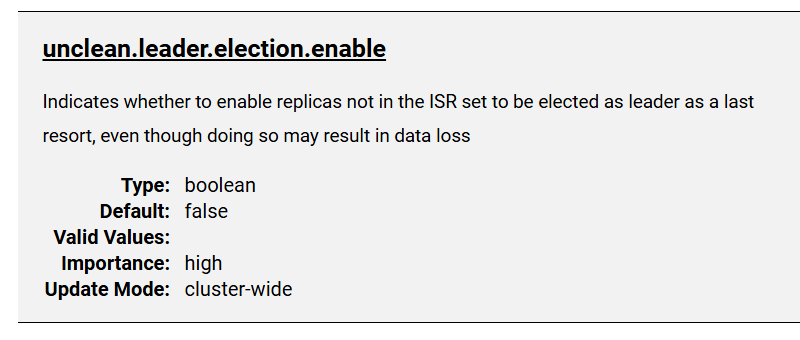 unclean.leader.election.enable
Indicates whether to enable replicas not in the ISR set to be elected as leader as a last
resort, even though doing so may result in data loss
Type: boolean
Default: false
Valid Values:
Importance: high
Update Mode: cluster-wide